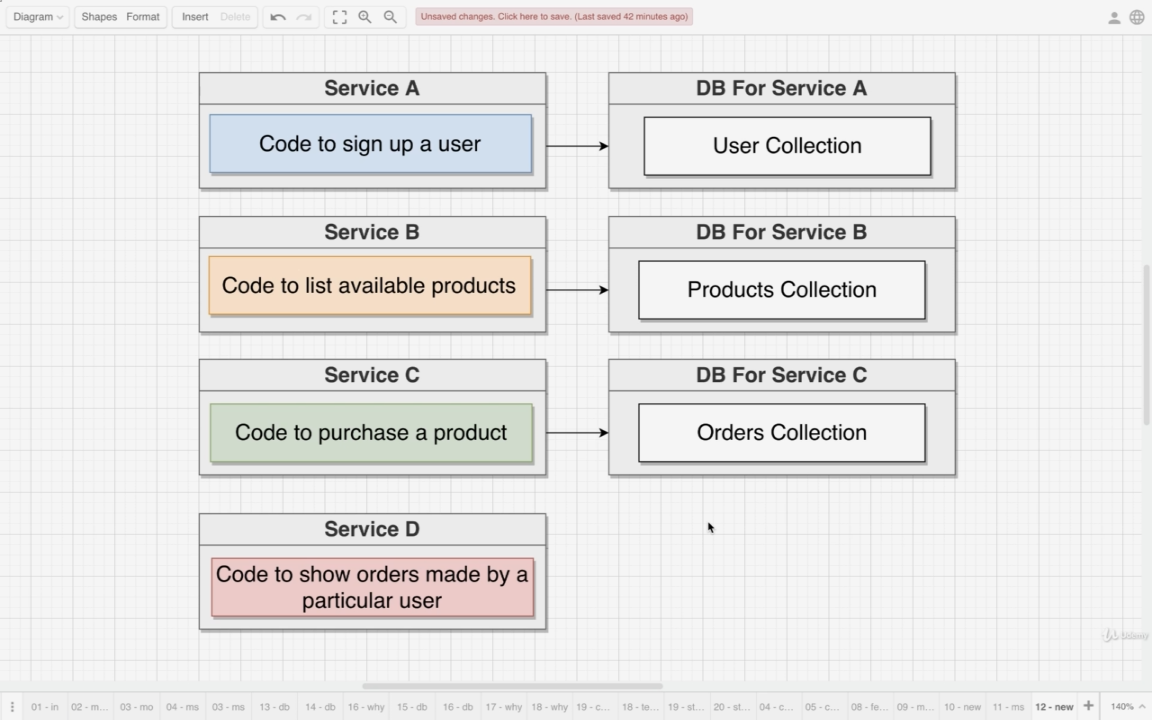 Diagram
Shapes
Format
Insert
Delete
Unsaved changes. Click here to save. (Last saved 42 minutes ago)
Service A
DB For Service A
Code to sign up a user
User Collection
Service B
DB For Service B
Code to list available products
Products Collection
Service C
DB For Service C
Code to purchase a product
Orders Collection
Service D
Code to show orders made by a
particular user
Udemy
01 - in
02 - m...
03 - mo
04 - ms
03 - ms
13 - db
14 - db
16 - why
15 - db
16 - db
17 - why
18 - why
19 - c...
18 - te...
19 - st...
20 - st...
04 - c...
05 - c...
08 - fe...
09 - m...
10 - new
11 - ms
12 - new
140%